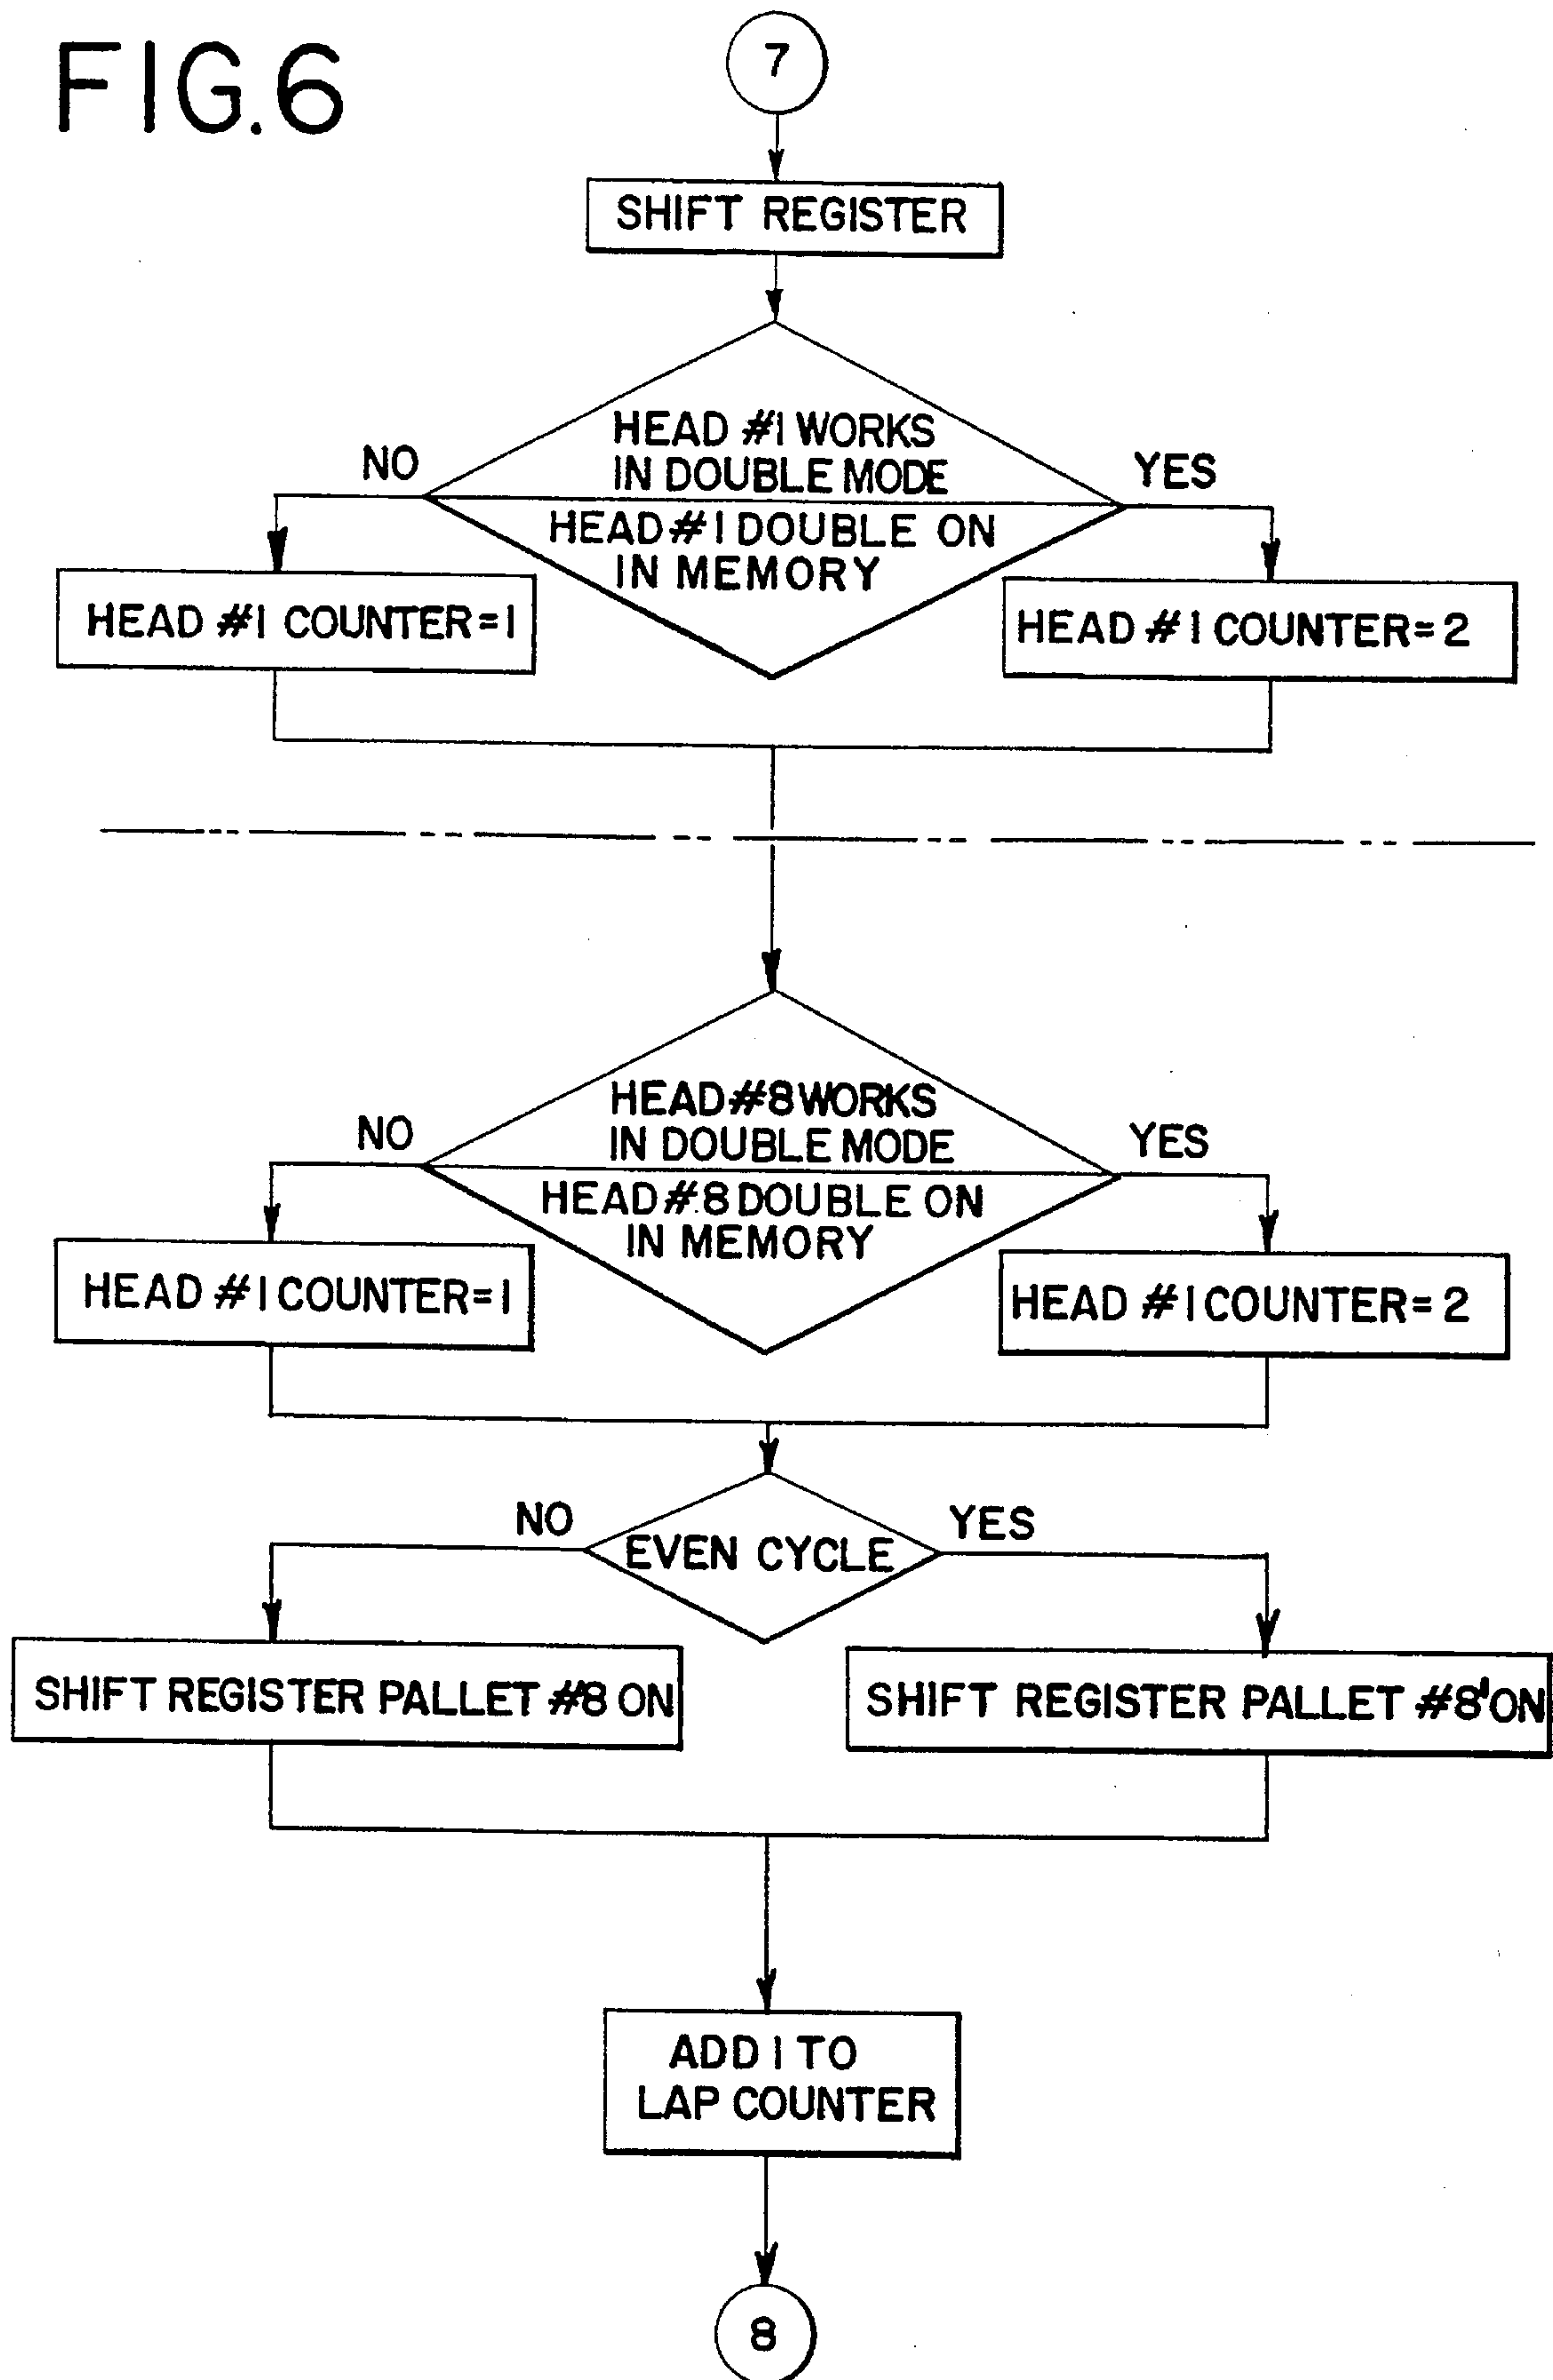 FIG.6
7
SHIFT REGISTER
HEAD #1 WORKS
IN DOUBLE MODE
NO
YES
HEAD #1 DOUBLE ON
IN MEMORY
HEAD #1 COUNTER=1
HEAD #1 COUNTER=2
HEAD #8 WORKS
IN DOUBLE MODE
NO
YES
HEAD #8 DOUBLE ON
IN MEMORY
HEAD #1 COUNTER=1
HEAD #1 COUNTER=2
NO
YES
EVEN CYCLE
SHIFT REGISTER PALLET #8 ON
SHIFT REGISTER PALLET #8' ON
ADD 1 TO
LAP COUNTER
8